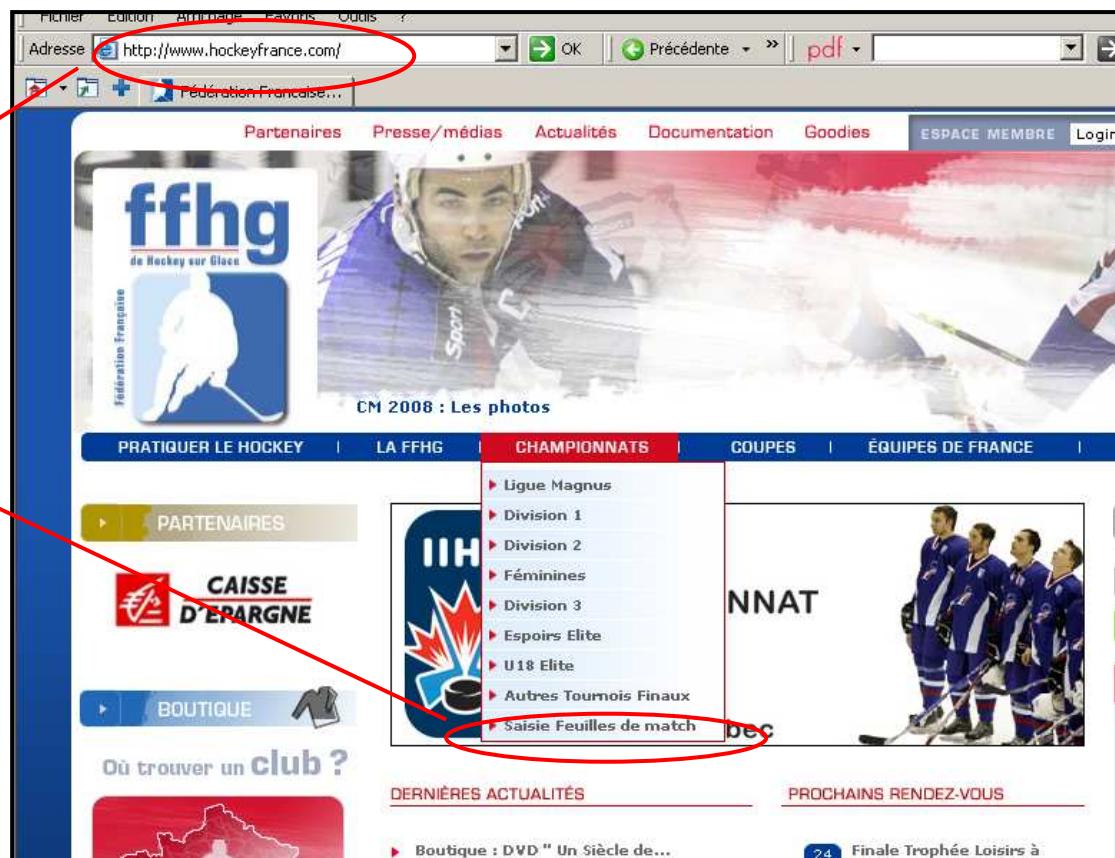 Fichier Edition Affichage Favoris Outils ?
Adresse http://www.hockeyfrance.com/ OK Précédente » pdf
Fédération Francaise...
Partenaires Presse/médias Actualités Documentation Goodies ESPACE MEMBRE Login
ffhg
de Hockey sur Glace
Fédération Française
Sport
CM 2008 : Les photos
PRATIQUER LE HOCKEY LA FFHG CHAMPIONNATS COUPES ÉQUIPES DE FRANCE
Ligue Magnus
Division 1
Division 2
Féminines
Division 3
Espoirs Elite
U18 Elite
Autres Tournois Finaux
Saisie Feuilles de match
PARTENAIRES
CAISSE
D'EPARGNE
IIH
NNAT
bec
BOUTIQUE
Où trouver un club ?
DERNIÈRES ACTUALITÉS
Boutique : DVD " Un Siècle de...
PROCHAINS RENDEZ-VOUS
24 Finale Trophée Loisirs à